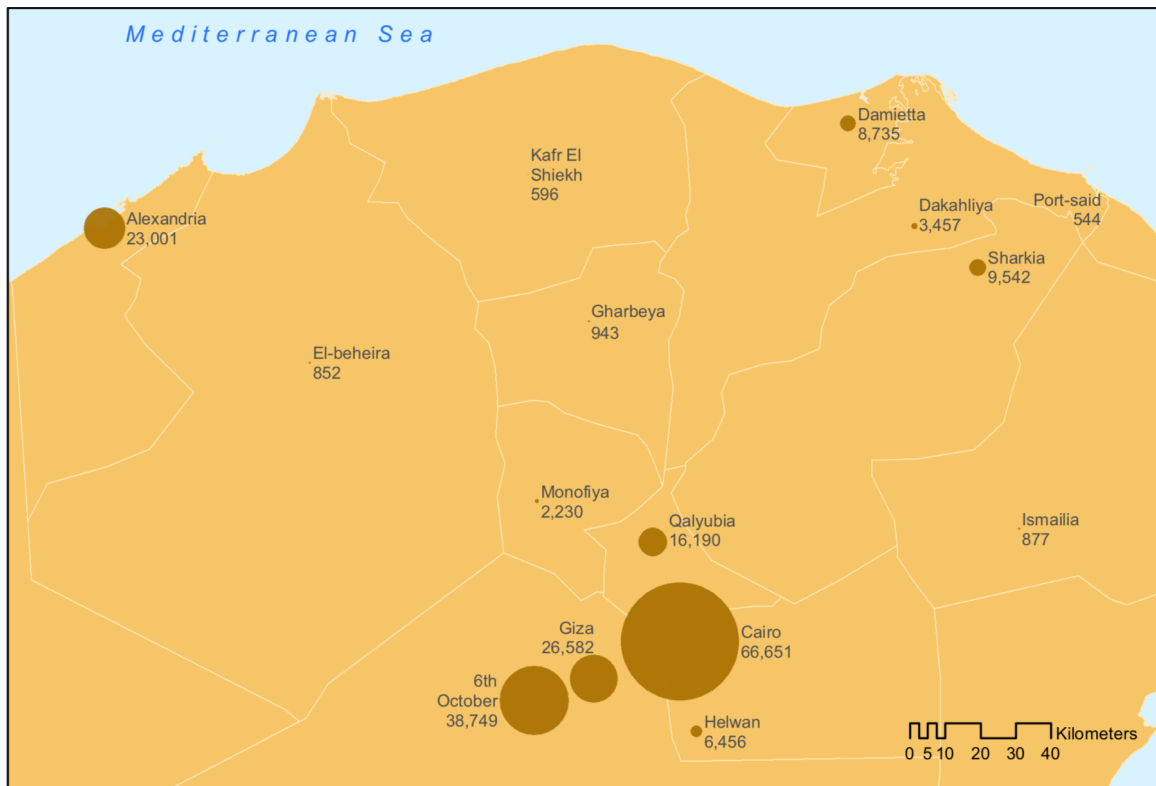 Mediterranean Sea
Damietta
8,735
Kafr El
Shiekh
596
Alexandria
23,001
Dakahliya
3,457
Port-said
544
Sharkia
9,542
Gharbeya
943
El-beheira
852
Monofiya
2,230
Qalyubia
16,190
Ismailia
877
Giza
26,582
Cairo
66,651
6th
October
38,749
Helwan
6,456
Kilometers
0 5 10 20 30 40